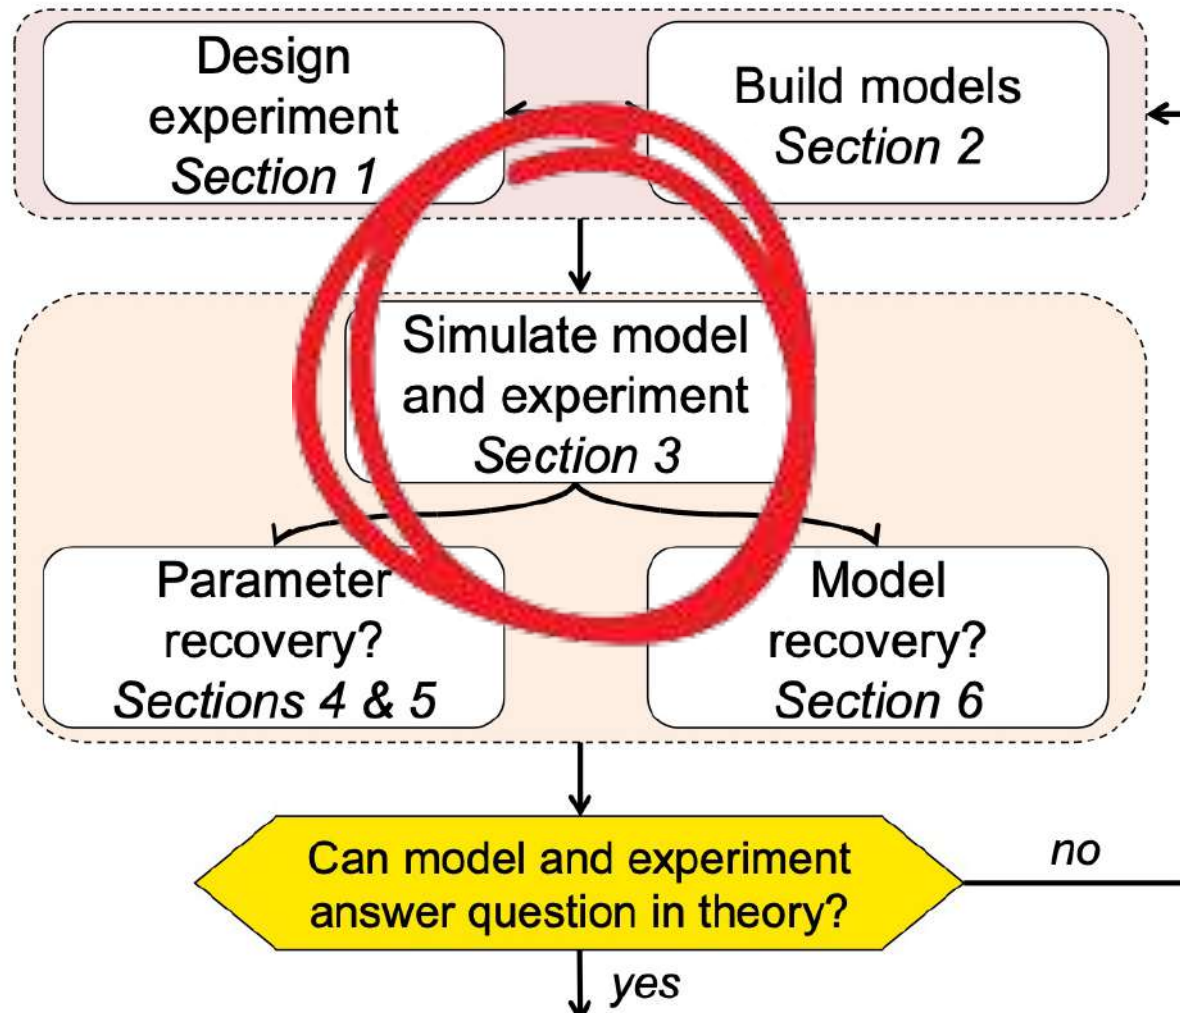 Design
experiment
Section 1
Build models
Section 2
Simulate model
and experiment
Section 3
Parameter
recovery?
Sections 4 & 5
Model
recovery?
Section 6
Can model and experiment
answer question in theory?
no
yes